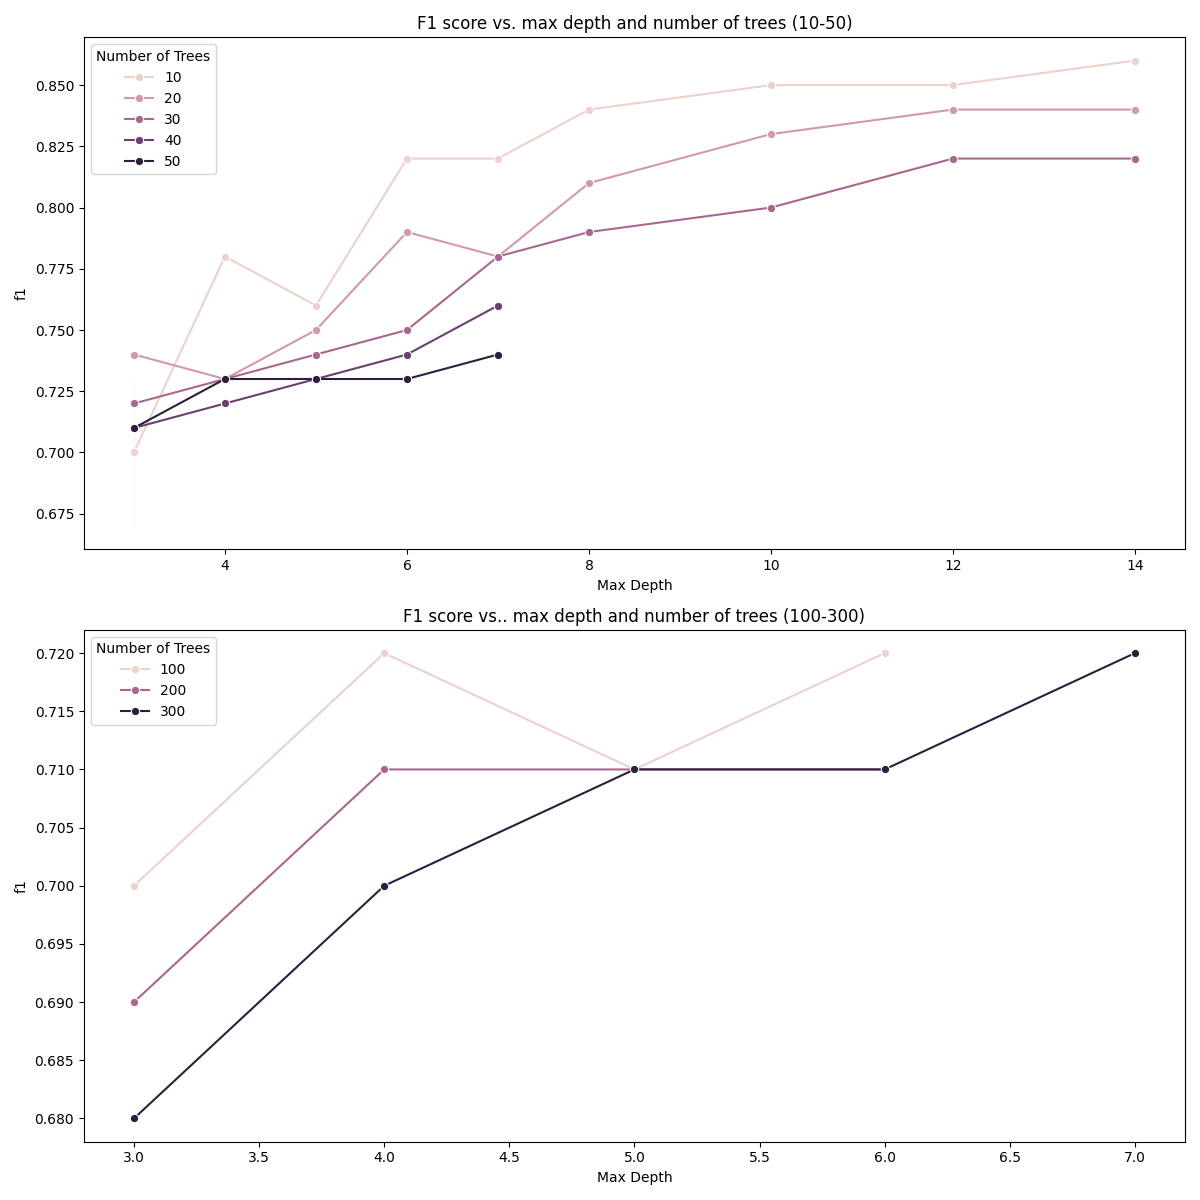 F1 score vs. max depth and number of trees (10-50)
Number of Trees
10
20
30
40
50
0.850
0.825
0.800
0.775
0.750
0.725
0.700
0.675
f1
4 6 8 10 12 14
Max Depth
F1 score vs.. max depth and number of trees (100-300)
Number of Trees
100
200
300
0.720
0.715
0.710
0.705
0.700
0.695
0.690
0.685
0.680
f1
3.0 3.5 4.0 4.5 5.0 5.5 6.0 6.5 7.0
Max Depth